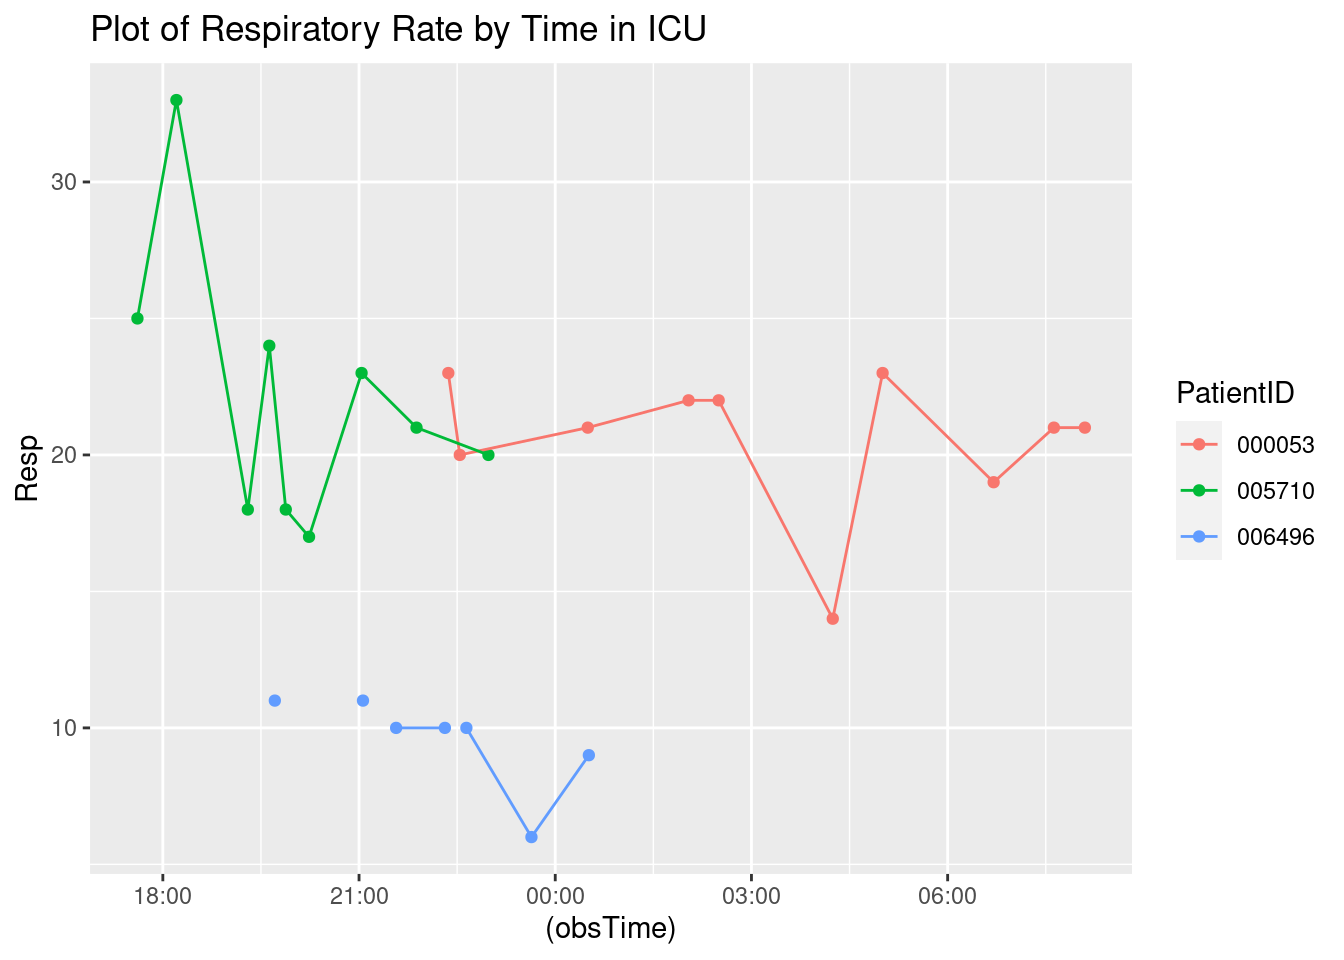 Plot of Respiratory Rate by Time in ICU
30
20
10
Resp
18:00 21:00 00:00 03:00 06:00
(obsTime)
PatientID
000053
005710
006496